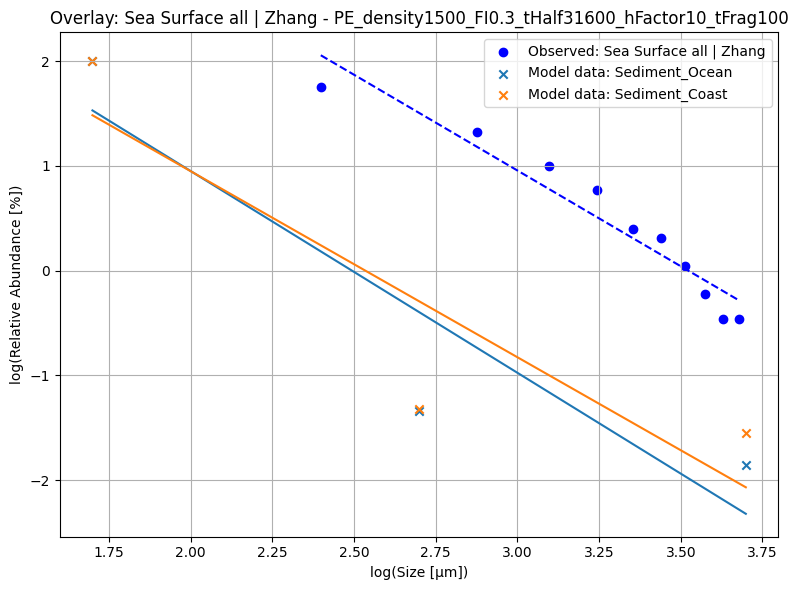 Overlay: Sea Surface all | Zhang - PE_density1500_FI0.3_tHalf31600_hFactor10_tFrag100
Observed: Sea Surface all | Zhang
Model data: Sediment_Ocean
Model data: Sediment_Coast
log(Relative Abundance [%])
2
1
0
−1
−2
1.75
2.00
2.25
2.50
2.75
3.00
3.25
3.50
3.75
log(Size [μm])